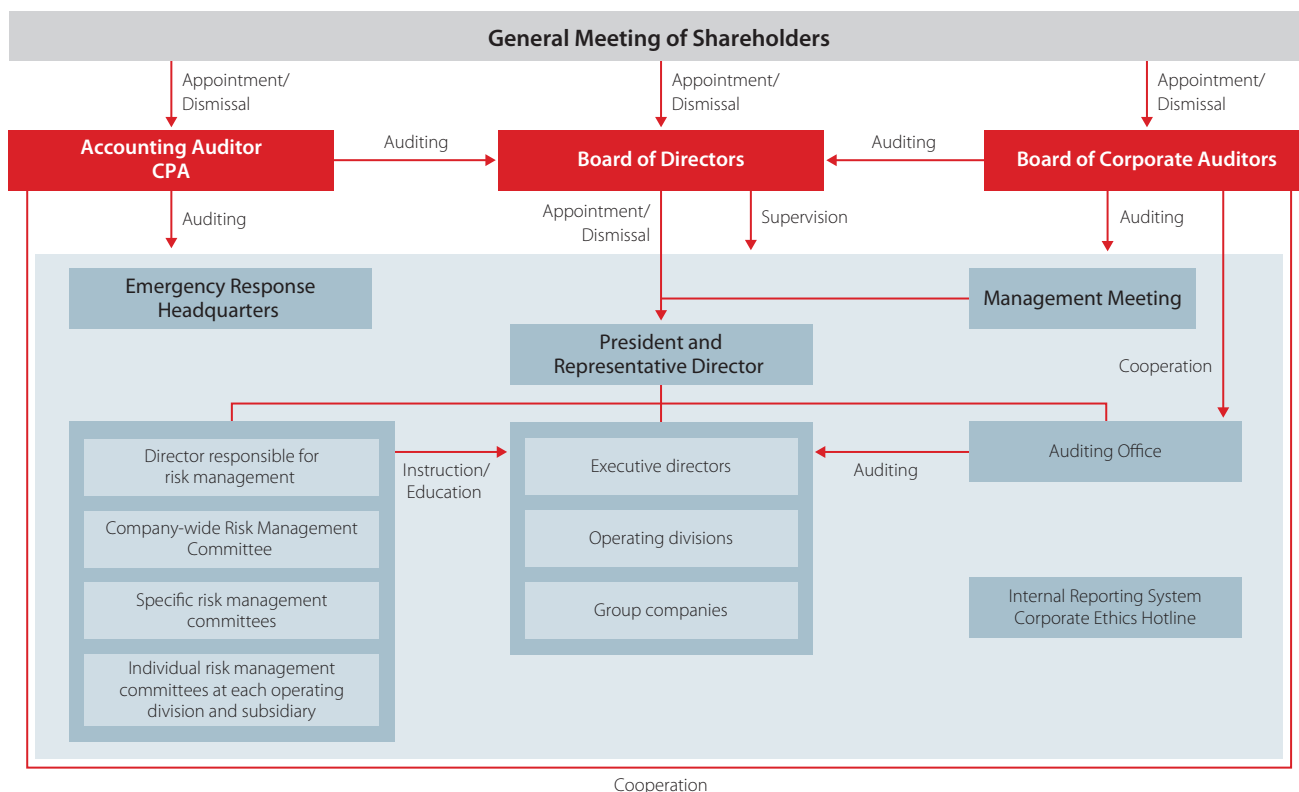 General Meeting of Shareholders
Appointment/
Dismissal
Appointment/
Dismissal
Appointment/
Dismissal
Accounting Auditor
CPA
Auditing
Board of Directors
Auditing
Board of Corporate Auditors
Auditing
Appointment/
Dismissal
Supervision
Auditing
Emergency Response
Headquarters
Management Meeting
President and
Representative Director
Cooperation
Director responsible for
risk management
Company-wide Risk Management
Committee
Specific risk management
committees
Individual risk management
committees at each operating
division and subsidiary
Instruction/
Education
Executive directors
Operating divisions
Group companies
Auditing
Auditing Office
Internal Reporting System
Corporate Ethics Hotline
Cooperation